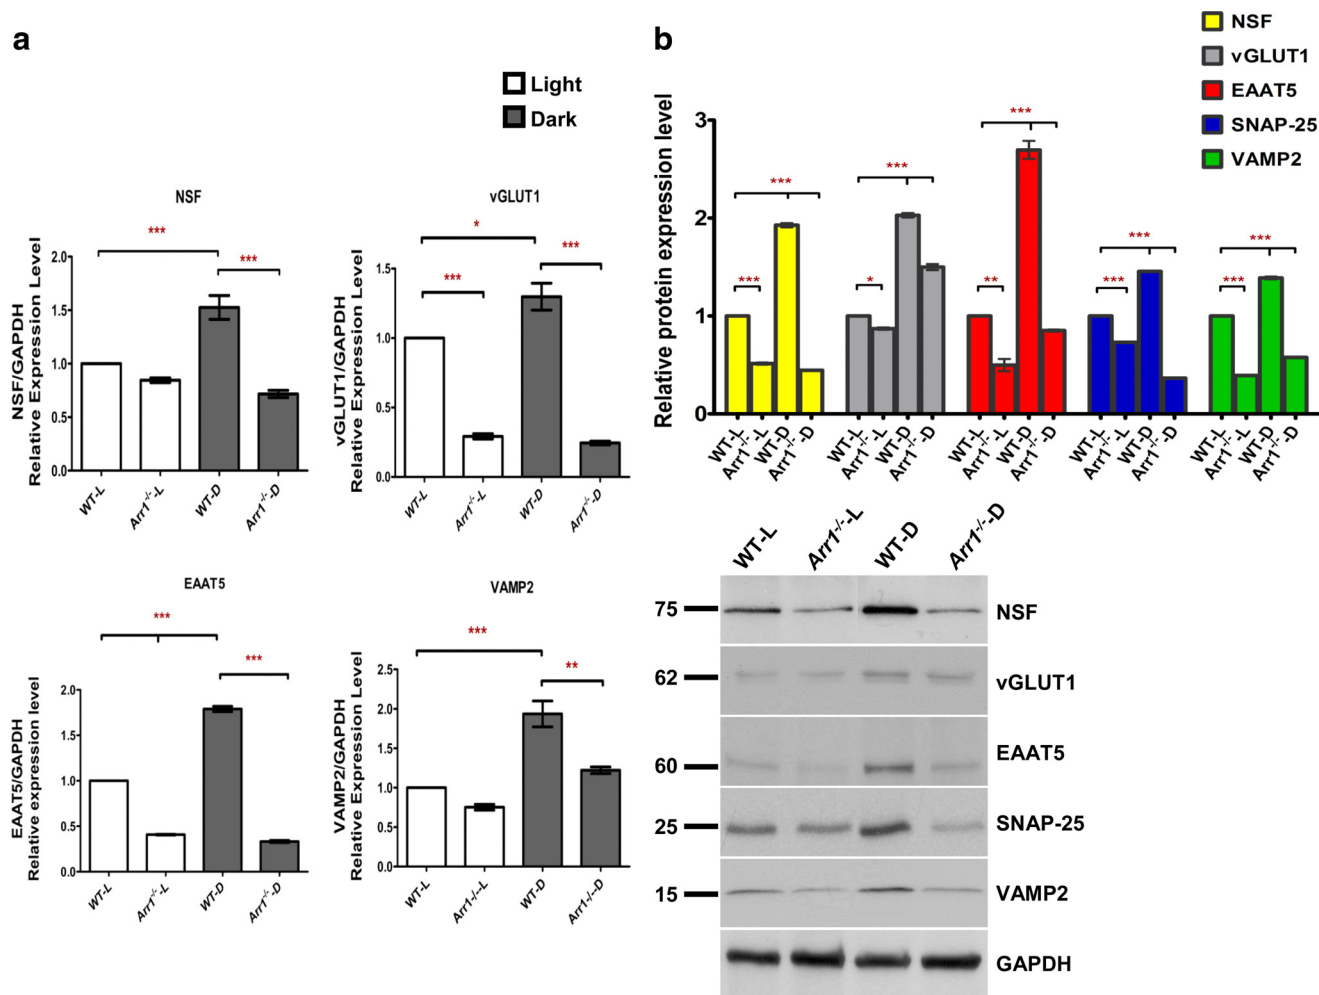 a
Light
Dark
NSF
***
***
NSF/GAPDH
Relative Expression Level
2.0
1.5
1.0
0.5
0.0
WT-L
Arr1-/--L
WT-D
Arr1-/--D
vGLUT1
*
***
***
vGLUT1/GAPDH
Relative Expression Level
1.5
1.0
0.5
0.0
WT-L
Arr1-/--L
WT-D
Arr1-/--D
EAAT5
***
***
EAAT5/GAPDH
Relative expression level
2.0
1.5
1.0
0.5
0.0
WT-L
Arr1-/--L
WT-D
Arr1-/--D
VAMP2
***
**
VAMP2/GAPDH
Relative Expression Level
2.5
2.0
1.5
1.0
0.5
0.0
WT-L
Arr1-/--L
WT-D
Arr1-/--D
b
NSF
vGLUT1
EAAT5
SNAP-25
VAMP2
Relative protein expression level
3
2
1
0
***
***
***
*
***
**
***
***
***
***
WT-L
Arr1-/--L
WT-D
Arr1-/--D
WT-L
Arr1-/--L
WT-D
Arr1-/--D
WT-L
Arr1-/--L
WT-D
Arr1-/--D
WT-L
Arr1-/--L
WT-D
Arr1-/--D
WT-L
Arr1-/--L
WT-D
Arr1-/--D
WT-L
Arr1-/--L
WT-D
Arr1-/--D
75
NSF
62
vGLUT1
60
EAAT5
25
SNAP-25
15
VAMP2
GAPDH